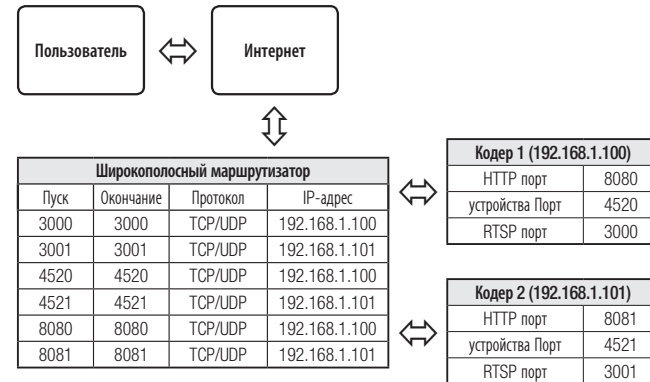 Пользователь
Интернет
Широкополосный маршрутизатор
Пуск Окончание Протокол IP-адрес
3000 3000 TCP/UDP 192.168.1.100
3001 3001 TCP/UDP 192.168.1.101
4520 4520 TCP/UDP 192.168.1.100
4521 4521 TCP/UDP 192.168.1.101
8080 8080 TCP/UDP 192.168.1.100
8081 8081 TCP/UDP 192.168.1.101
Кодер 1 (192.168.1.100)
HTTP порт 8080
устройства Порт 4520
RTSP порт 3000
Кодер 2 (192.168.1.101)
HTTP порт 8081
устройства Порт 4521
RTSP порт 3001